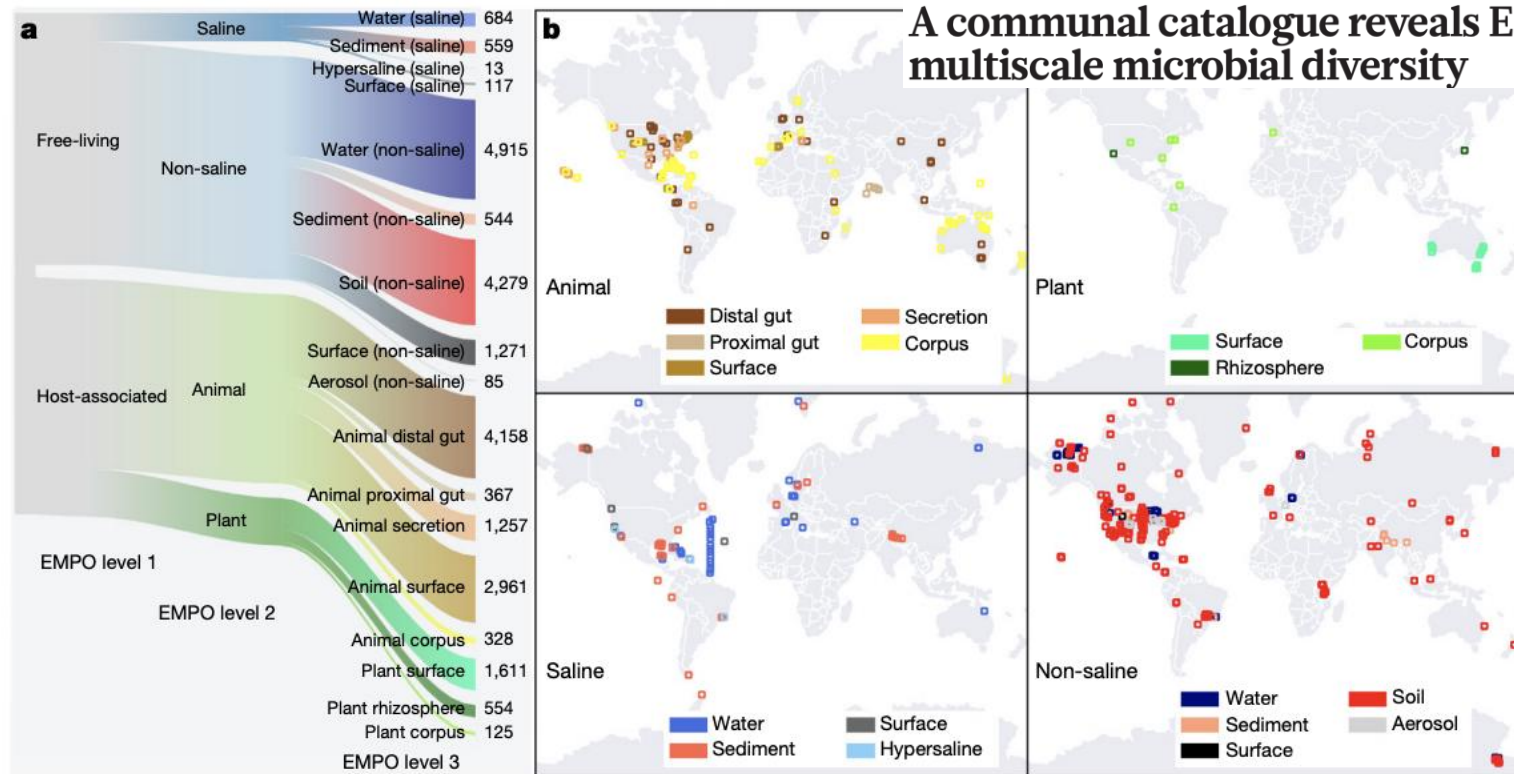 A communal catalogue reveals E
multiscale microbial diversity
a
Free-living
Host-associated
EMPO level 1
Saline
Non-saline
Animal
Plant
EMPO level 2
Water (saline) 684
Sediment (saline) 559
Hypersaline (saline) 13
Surface (saline) 117
Water (non-saline) 4,915
Sediment (non-saline) 544
Soil (non-saline) 4,279
Surface (non-saline) 1,271
Aerosol (non-saline) 85
Animal distal gut 4,158
Animal proximal gut 367
Animal secretion 1,257
Animal surface 2,961
Animal corpus 328
Plant surface 1,611
Plant rhizosphere 554
Plant corpus 125
EMPO level 3
b
Animal
Distal gut
Proximal gut
Surface
Secretion
Corpus
Plant
Surface
Rhizosphere
Corpus
Saline
Water
Sediment
Surface
Hypersaline
Non-saline
Water
Sediment
Surface
Soil
Aerosol